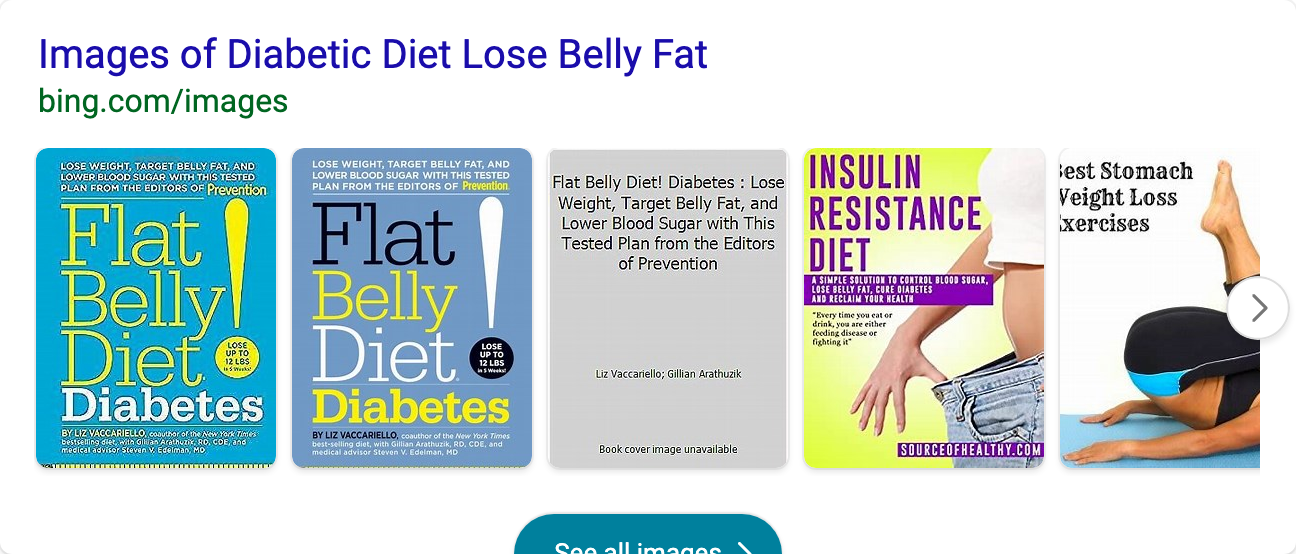 Images of Diabetic Diet Lose Belly Fat
bing.com/images
LOSE WEIGHT, TARGET BELLY FAT, AND
LOWER BLOOD SUGAR WITH THIS TESTED
PLAN FROM THE EDITORS OF Prevention
Flat
Belly!
Diet
LOSE
UP TO
12 LBS
in 5 Weeks!
Diabetes
BY LIZ VACCARIELLO, coauthor of the New York Times
bestselling diet, with Gillian Arathuzik, RD, CDE, and
medical advisor Steven V. Edelman, MD
LOSE WEIGHT, TARGET BELLY FAT, AND
LOWER BLOOD SUGAR WITH THIS TESTED
PLAN FROM THE EDITORS OF Prevention.
Flat
Belly!
Diet.
LOSE
UP TO
12 LBS
in 5 Weeks!
Diabetes
BY LIZ VACCARIELLO, coauthor of the New York Times
best-selling diet, with Gillian Arathuzik, RD, CDE, and
medical advisor Steven V. Edelman, MD
Flat Belly Diet! Diabetes : Lose
Weight, Target Belly Fat, and
Lower Blood Sugar with This
Tested Plan from the Editors
of Prevention
Liz Vaccariello; Gillian Arathuzik
Book cover image unavailable
INSULIN
RESISTANCE
DIET
A SIMPLE SOLUTION TO CONTROL BLOOD SUGAR,
LOSE BELLY FAT, CURE DIABETES
AND RECLAIM YOUR HEALTH
"Every time you eat or
drink, you are either
feeding disease or
fighting it"
SOURCEOFHEALTHY.COM
est Stomach
Weight Loss
xercises
See all images